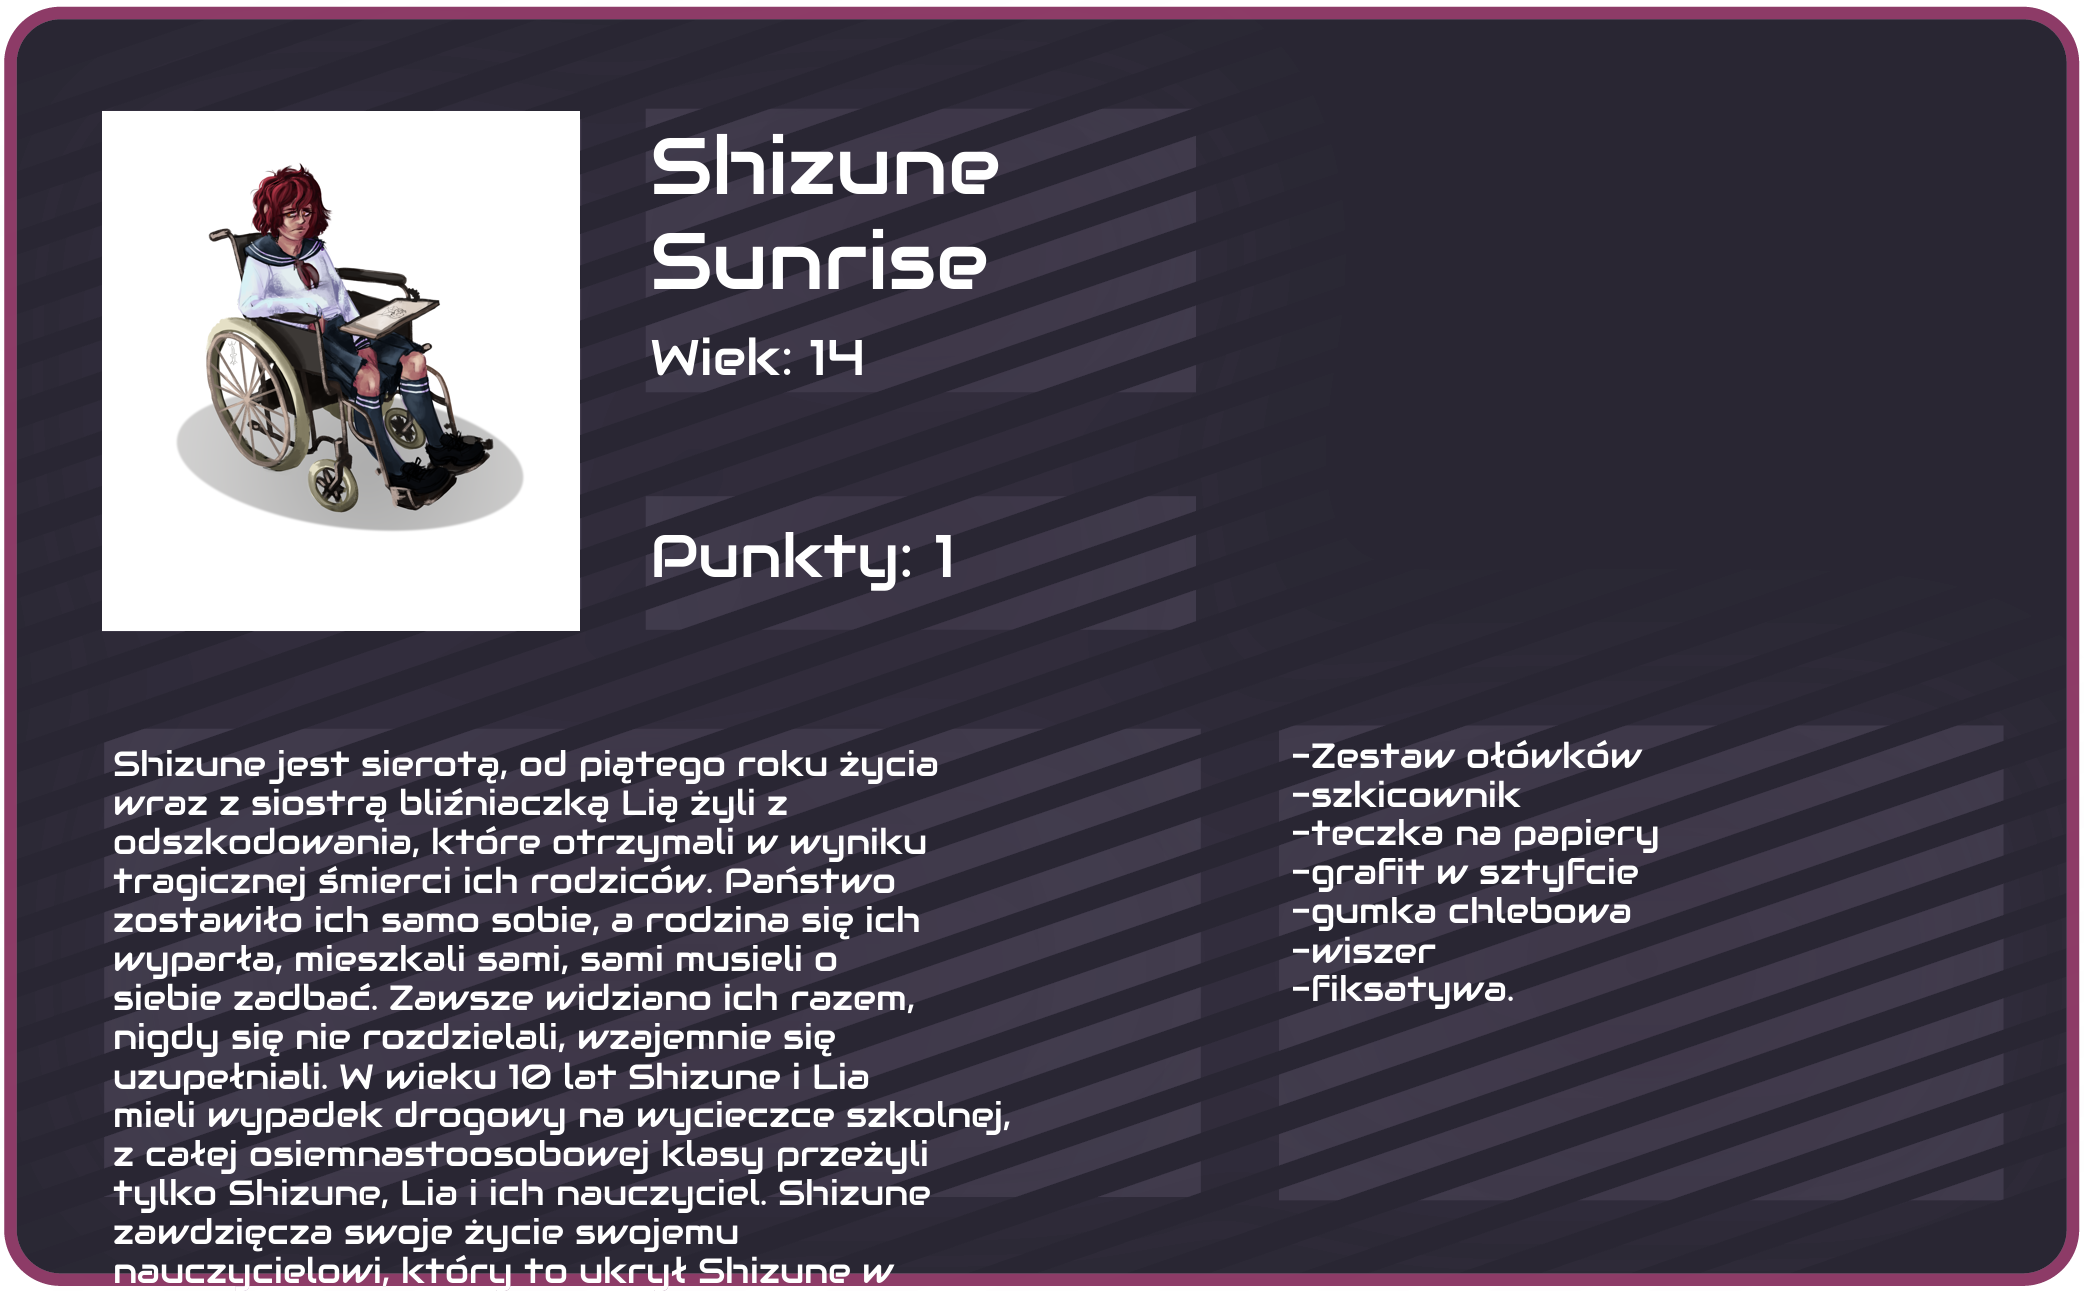 Shizune
Sunrise
Wiek: 14
Punkty: 1
Shizune jest sierotą, od piątego roku życia
wraz z siostrą bliźniaczką Lią żyli z
odszkodowania, które otrzymali w wyniku
tragicznej śmierci ich rodziców. Państwo
zostawiło ich samo sobie, a rodzina się ich
wyparła, mieszkali sami, sami musieli o
siebie zadbać. Zawsze widziano ich razem,
nigdy się nie rozdzielali, wzajemnie się
uzupełniali. W wieku 10 lat Shizune i Lia
mieli wypadek drogowy na wycieczce szkolnej,
z całej osiemnastoosobowej klasy przeżyli
tylko Shizune, Lia i ich nauczyciel. Shizune
zawdzięcza swoje życie swojemu
nauczycielowi, który to ukrył Shizune w
-Zestaw ołówków
-szkicownik
-teczka na papiery
-grafit w sztyfcie
-gumka chlebowa
-wiszer
-fiksatywa.